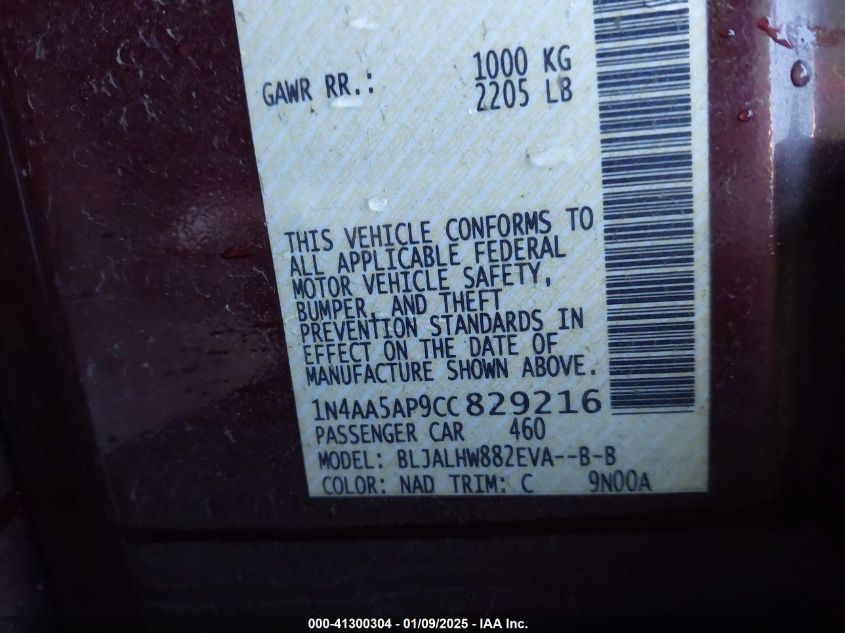 GAWR RR.: 1000 KG
2205 LB
THIS VEHICLE CONFORMS TO
ALL APPLICABLE FEDERAL
MOTOR VEHICLE SAFETY,
BUMPER, AND THEFT
PREVENTION STANDARDS IN
EFFECT ON THE DATE OF
MANUFACTURE SHOWN ABOVE.
1N4AA5AP9CC829216
PASSENGER CAR 460
MODEL: BLJALHW882EVA--B-B
COLOR: NAD TRIM: C 9N00A
000-41300304 - 01/09/2025 - IAA Inc.